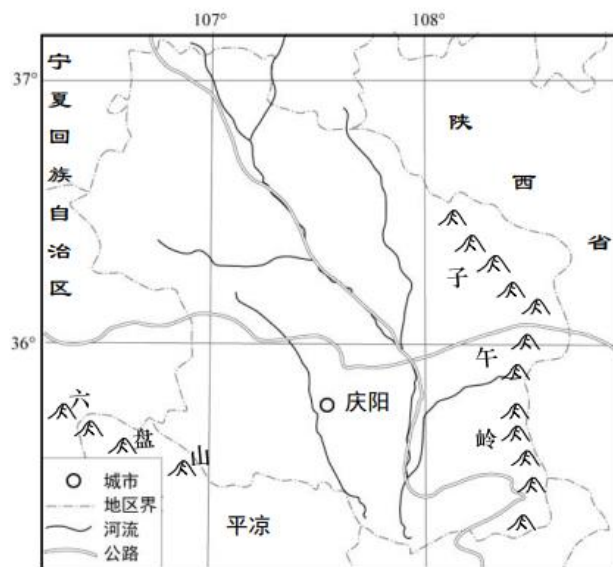 107°
108°
37°
36°
宁夏回族自治区
陕西省
子午岭
庆阳
六盘山
平凉
城市
地区界
河流
公路